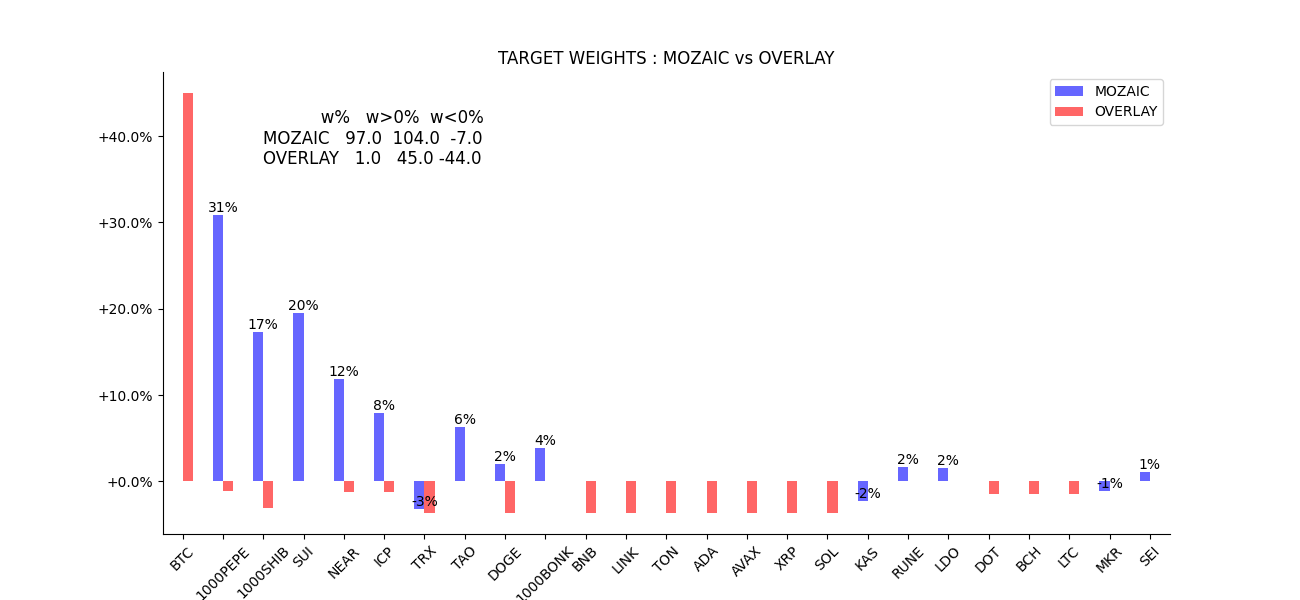 TARGET WEIGHTS : MOZAIC vs OVERLAY
MOZAIC
OVERLAY
w% w>0% w<0%
MOZAIC 97.0 104.0 -7.0
OVERLAY 1.0 45.0 -44.0
+40.0%
+30.0%
+20.0%
+10.0%
+0.0%
31%
17%
20%
12%
8%
-3%
6%
2%
4%
-2%
2%
2%
-1%
1%
BTC
1000PEPE
1000SHIB
SUI
NEAR
ICP
TRX
TAO
DOGE
1000BONK
BNB
LINK
TON
ADA
AVAX
XRP
SOL
KAS
RUNE
LDO
DOT
BCH
LTC
MKR
SEI